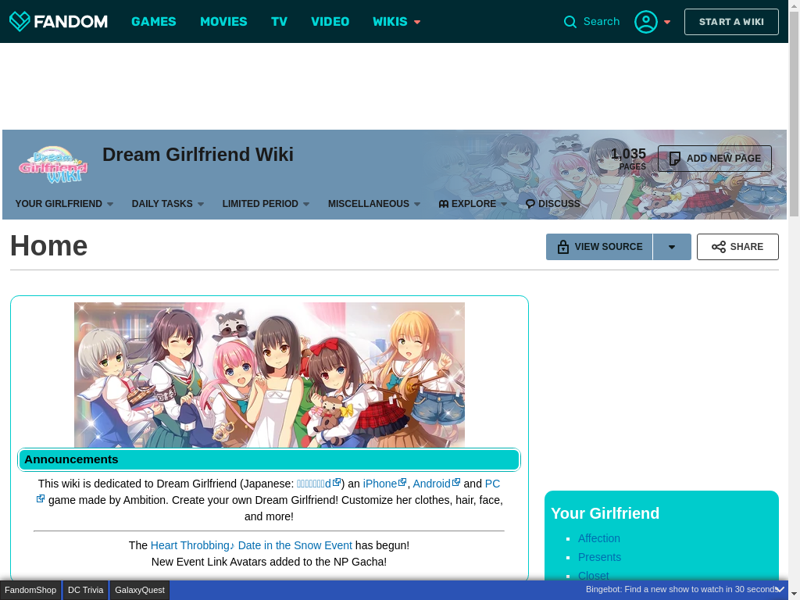 FANDOM
GAMES
MOVIES
TV
VIDEO
WIKIS
Search
START A WIKI
Dream Girlfriend Wiki
Dream Girlfriend Wiki
1,035
PAGES
ADD NEW PAGE
YOUR GIRLFRIEND
DAILY TASKS
LIMITED PERIOD
MISCELLANEOUS
EXPLORE
DISCUSS
Home
VIEW SOURCE
SHARE
Announcements
This wiki is dedicated to Dream Girlfriend (Japanese: d) an iPhone, Android and PC
game made by Ambition. Create your own Dream Girlfriend! Customize her clothes, hair, face,
and more!
The Heart Throbbing♪ Date in the Snow Event has begun!
New Event Link Avatars added to the NP Gacha!
Your Girlfriend
Affection
Presents
Closet
FandomShop
DC Trivia
GalaxyQuest
Bingebot: Find a new show to watch in 30 seconds